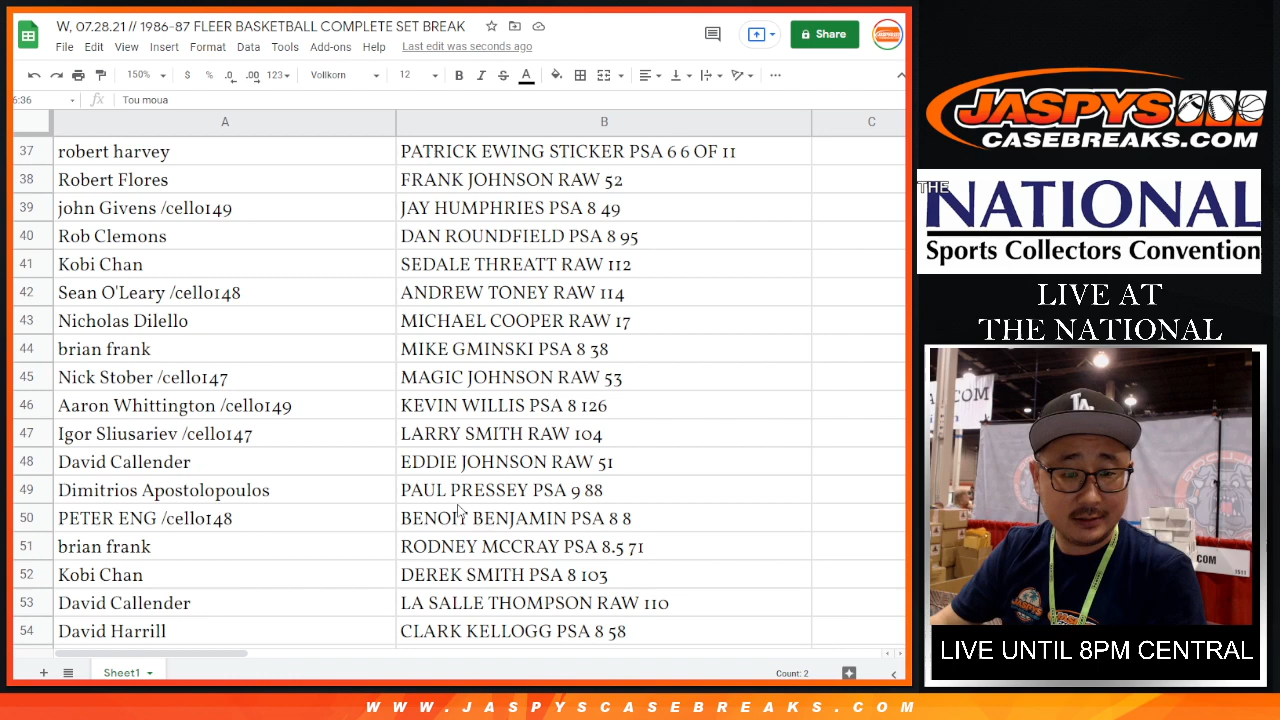 W, 07.28.21 // 1986-87 FLEER BASKETBALL COMPLETE SET BREAK
File Edit View Insert Format Data Tools Add-ons Help Last edit was seconds ago
Share
150% $ % .0 .00 123 Vollkorn 12 B I S A
6:36 fx Tou moua
A B C
37 robert harvey PATRICK EWING STICKER PSA 6 6 OF 11
38 Robert Flores FRANK JOHNSON RAW 52
39 john Givens /cello149 JAY HUMPHRIES PSA 8 49
40 Rob Clemons DAN ROUNDFIELD PSA 8 95
41 Kobi Chan SEDALE THREATT RAW 112
42 Sean O'Leary /cello148 ANDREW TONEY RAW 114
43 Nicholas Dilello MICHAEL COOPER RAW 17
44 brian frank MIKE GMINSKI PSA 8 38
45 Nick Stober /cello147 MAGIC JOHNSON RAW 53
46 Aaron Whittington /cello149 KEVIN WILLIS PSA 8 126
47 Igor Sliusariev /cello147 LARRY SMITH RAW 104
48 David Callender EDDIE JOHNSON RAW 51
49 Dimitrios Apostolopoulos PAUL PRESSEY PSA 9 88
50 PETER ENG /cello148 BENOIT BENJAMIN PSA 8 8
51 brian frank RODNEY MCCRAY PSA 8.5 71
52 Kobi Chan DEREK SMITH PSA 8 103
53 David Callender LA SALLE THOMPSON RAW 110
54 David Harrill CLARK KELLOGG PSA 8 58
Sheet1
Count: 2
JASPYS
CASEBREAKS.COM
THE
NATIONAL
Sports Collectors Convention
LIVE AT
THE NATIONAL
LA
JASPYS
.COM
LIVE UNTIL 8PM CENTRAL
WWW.JASPYSCASEBREAKS.COM